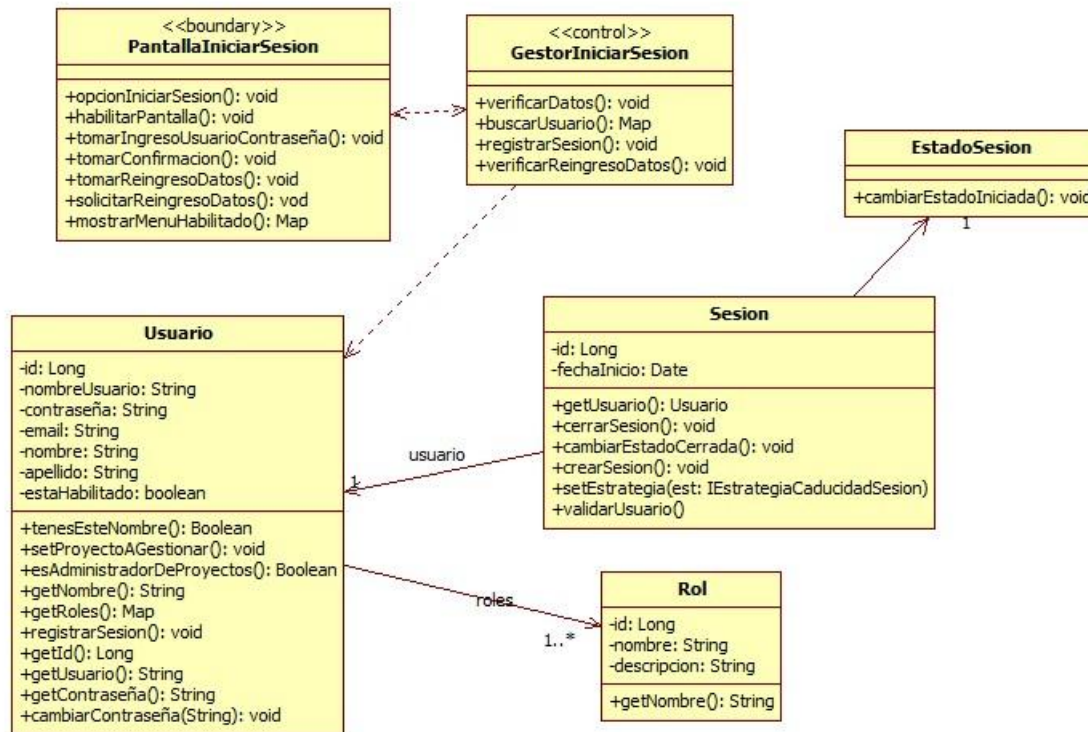 <<boundary>>
PantallaIniciarSesion
+opcionIniciarSesion(): void
+habilitarPantalla(): void
+tomarIngresoUsuarioContraseña(): void
+tomarConfirmacion(): void
+tomarReingresoDatos(): void
+solicitarReingresoDatos(): vod
+mostrarMenuHabilitado(): Map
<<control>>
GestorIniciarSesion
+verificarDatos(): void
+buscarUsuario(): Map
+registrarSesion(): void
+verificarReingresoDatos(): void
EstadoSesion
+cambiarEstadoIniciada(): void
1
Usuario
-id: Long
-nombreUsuario: String
-contraseña: String
-email: String
-nombre: String
-apellido: String
-estaHabilitado: boolean
+tenesEsteNombre(): Boolean
+setProyectoAGestionar(): void
+esAdministradorDeProyectos(): Boolean
+getNombre(): String
+getRoles(): Map
+registrarSesion(): void
+getId(): Long
+getUsuario(): String
+getContraseña(): String
+cambiarContraseña(String): void
usuario
1
Sesion
-id: Long
-fechaInicio: Date
+getUsuario(): Usuario
+cerrarSesion(): void
+cambiarEstadoCerrada(): void
+crearSesion(): void
+setEstrategia(est: IEstrategiaCaducidadSesion)
+validarUsuario()
roles
1..*
Rol
-id: Long
-nombre: String
-descripcion: String
+getNombre(): String